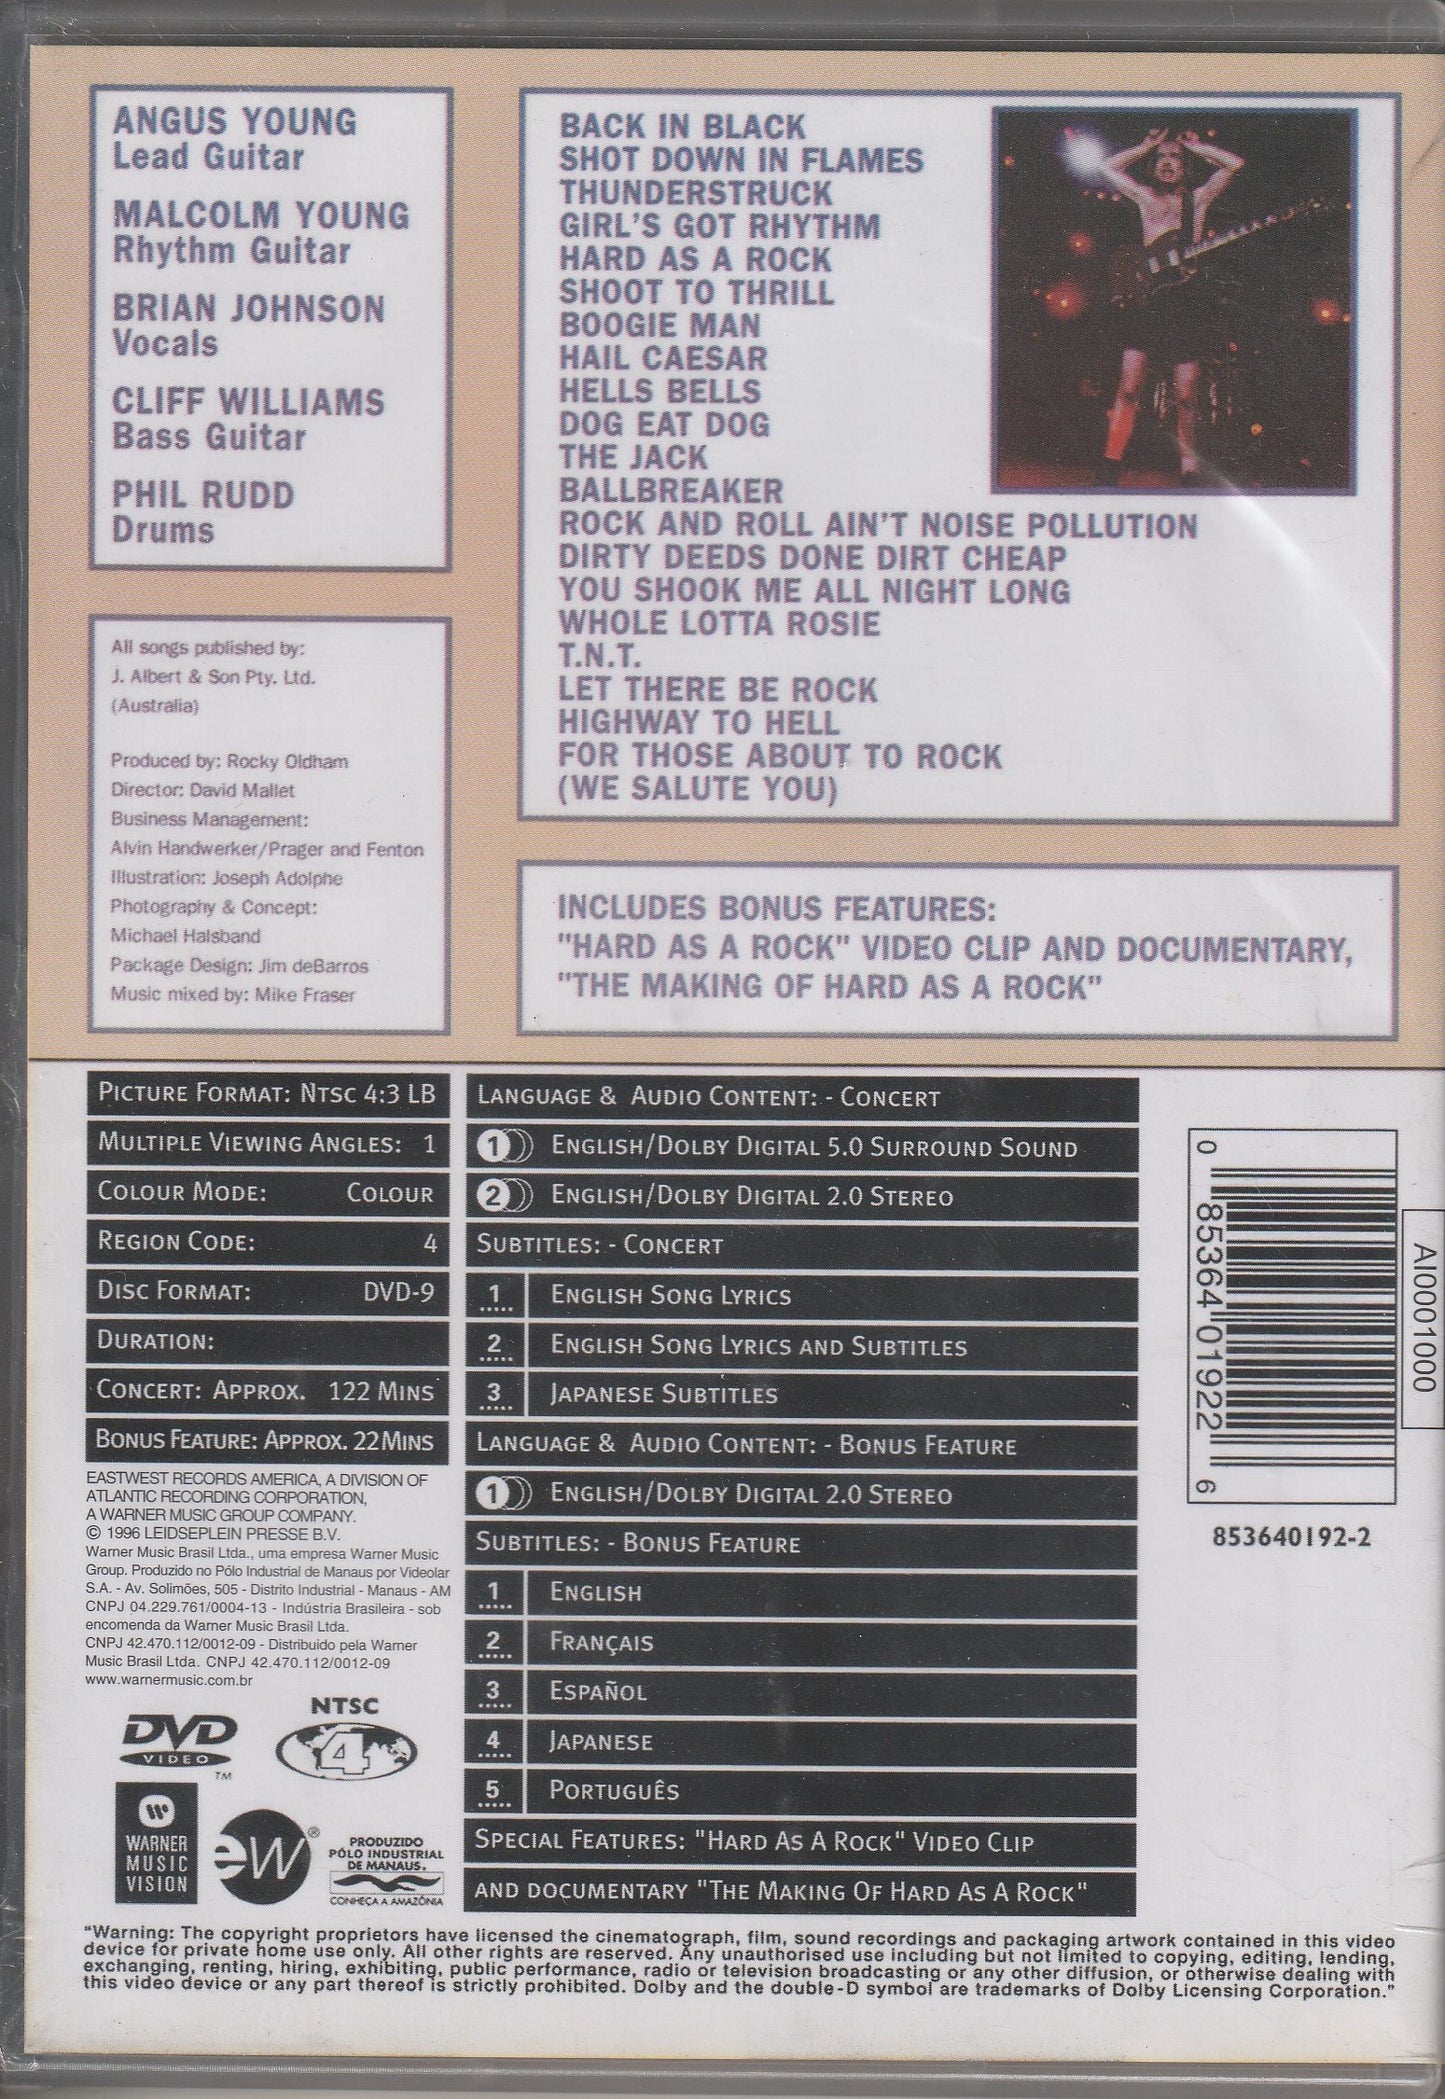 ANGUS YOUNG
Lead Guitar
MALCOLM YOUNG
Rhythm Guitar
BRIAN JOHNSON
Vocals
CLIFF WILLIAMS
Bass Guitar
PHIL RUDD
Drums
All songs published by:
J. Albert & Son Pty. Ltd.
(Australia)
Produced by: Rocky Oldham
Director: David Mallet
Business Management:
Alvin Handwerker/Prager and Fenton
Illustration: Joseph Adolphe
Photography & Concept:
Michael Halsband
Package Design: Jim deBarros
Music mixed by: Mike Fraser
BACK IN BLACK
SHOT DOWN IN FLAMES
THUNDERSTRUCK
GIRL'S GOT RHYTHM
HARD AS A ROCK
SHOOT TO THRILL
BOOGIE MAN
HAIL CAESAR
HELLS BELLS
DOG EAT DOG
THE JACK
BALLBREAKER
ROCK AND ROLL AIN'T NOISE POLLUTION
DIRTY DEEDS DONE DIRT CHEAP
YOU SHOOK ME ALL NIGHT LONG
WHOLE LOTTA ROSIE
T.N.T.
LET THERE BE ROCK
HIGHWAY TO HELL
FOR THOSE ABOUT TO ROCK
(WE SALUTE YOU)
INCLUDES BONUS FEATURES:
"HARD AS A ROCK" VIDEO CLIP AND DOCUMENTARY,
"THE MAKING OF HARD AS A ROCK"
PICTURE FORMAT: NTSC 4:3 LB
MULTIPLE VIEWING ANGLES: 1
COLOUR MODE: COLOUR
REGION CODE: 4
DISC FORMAT: DVD-9
DURATION:
CONCERT: APPROX. 122 MINS
BONUS FEATURE: APPROX. 22MINS
EASTWEST RECORDS AMERICA, A DIVISION OF
ATLANTIC RECORDING CORPORATION,
A WARNER MUSIC GROUP COMPANY.
© 1996 LEIDSEPLEIN PRESSE B.V.
Warner Music Brasil Ltda., uma empresa Warner Music
Group. Produzido no Pólo Industrial de Manaus por Videolar
S.A. - Av. Solimões, 505 - Distrito Industrial - Manaus - AM
CNPJ 04.229.761/0004-13 - Indústria Brasileira - sob
encomenda da Warner Music Brasil Ltda.
CNPJ 42.470.112/0012-09 - Distribuido pela Warner
Music Brasil Ltda. CNPJ 42.470.112/0012-09
www.warnermusic.com.br
DVD
VIDEO
TM
NTSC
4
WARNER
MUSIC
VISION
ew®
PRODUZIDO
PÓLO INDUSTRIAL
DE MANAUS.
CONHEÇA A AMAZÔNIA
LANGUAGE & AUDIO CONTENT: - CONCERT
1 ENGLISH/DOLBY DIGITAL 5.0 SURROUND SOUND
2 ENGLISH/DOLBY DIGITAL 2.0 STEREO
SUBTITLES: - CONCERT
1 ENGLISH SONG LYRICS
2 ENGLISH SONG LYRICS AND SUBTITLES
3 JAPANESE SUBTITLES
LANGUAGE & AUDIO CONTENT: - BONUS FEATURE
1 ENGLISH/DOLBY DIGITAL 2.0 STEREO
SUBTITLES: - BONUS FEATURE
1 ENGLISH
2 FRANÇAIS
3 ESPAÑOL
4 JAPANESE
5 PORTUGUÊS
SPECIAL FEATURES: "HARD AS A ROCK" VIDEO CLIP
AND DOCUMENTARY "THE MAKING OF HARD AS A ROCK"
0 85364 01922 6
AI0001000
853640192-2
"Warning: The copyright proprietors have licensed the cinematograph, film, sound recordings and packaging artwork contained in this video
device for private home use only. All other rights are reserved. Any unauthorised use including but not limited to copying, editing, lending,
exchanging, renting, hiring, exhibiting, public performance, radio or television broadcasting or any other diffusion, or otherwise dealing with
this video device or any part thereof is strictly prohibited. Dolby and the double-D symbol are trademarks of Dolby Licensing Corporation."